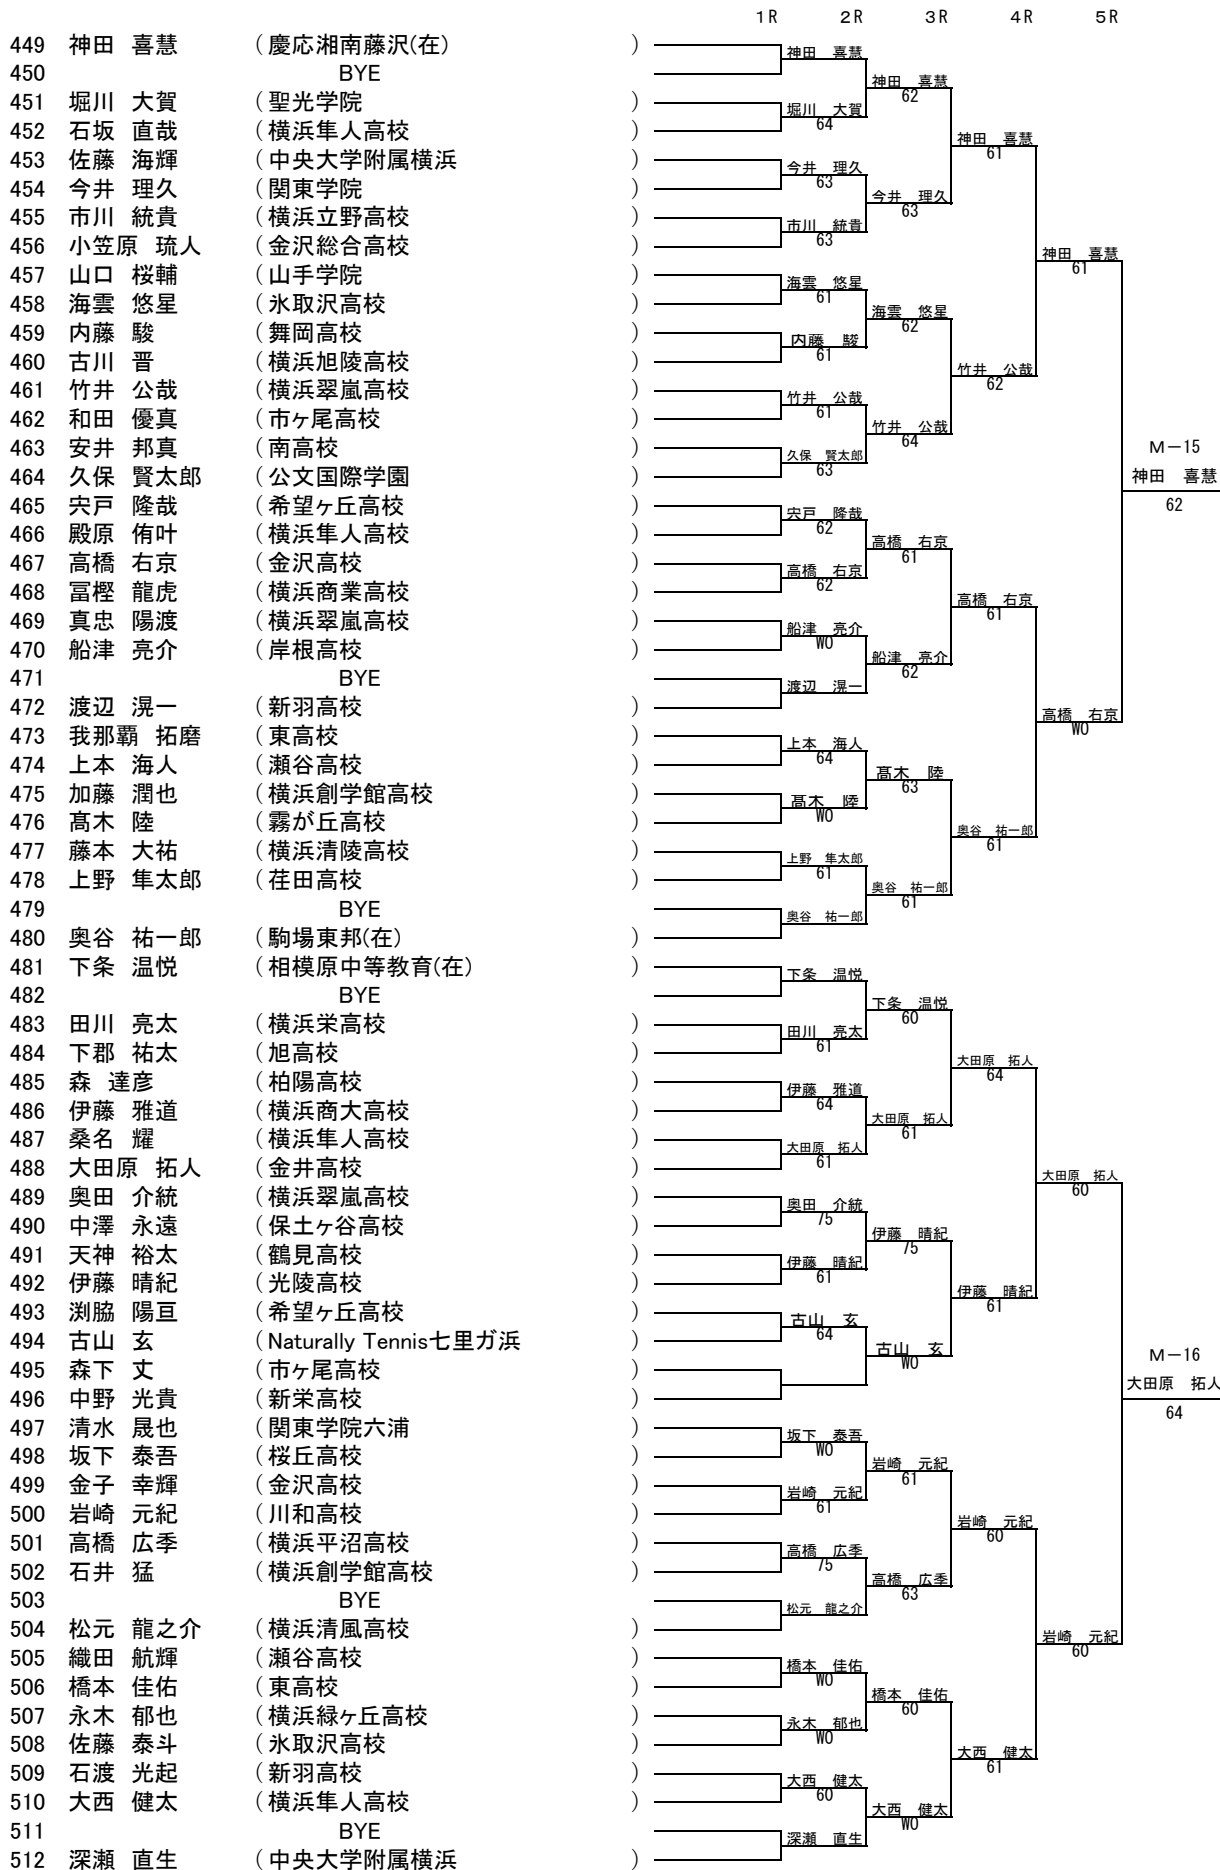 1R 2R 3R 4R 5R
449 神田 喜慧 ( 慶応湘南藤沢(在) )
450 BYE
451 堀川 大賀 ( 聖光学院 )
452 石坂 直哉 ( 横浜隼人高校 )
453 佐藤 海輝 ( 中央大学附属横浜 )
454 今井 理久 ( 関東学院 )
455 市川 統貴 ( 横浜立野高校 )
456 小笠原 琉人 ( 金沢総合高校 )
457 山口 桜輔 ( 山手学院 )
458 海雲 悠星 ( 氷取沢高校 )
459 内藤 駿 ( 舞岡高校 )
460 古川 晋 ( 横浜旭陵高校 )
461 竹井 公哉 ( 横浜翠嵐高校 )
462 和田 優真 ( 市ヶ尾高校 )
463 安井 邦真 ( 南高校 )
464 久保 賢太郎 ( 公文国際学園 )
465 宍戸 隆哉 ( 希望ヶ丘高校 )
466 殿原 侑叶 ( 横浜隼人高校 )
467 高橋 右京 ( 金沢高校 )
468 冨樫 龍虎 ( 横浜商業高校 )
469 真忠 陽渡 ( 横浜翠嵐高校 )
470 船津 亮介 ( 岸根高校 )
471 BYE
472 渡辺 滉一 ( 新羽高校 )
473 我那覇 拓磨 ( 東高校 )
474 上本 海人 ( 瀬谷高校 )
475 加藤 潤也 ( 横浜創学館高校 )
476 髙木 陸 ( 霧が丘高校 )
477 藤本 大祐 ( 横浜清陵高校 )
478 上野 隼太郎 ( 荏田高校 )
479 BYE
480 奥谷 祐一郎 ( 駒場東邦(在) )
481 下条 温悦 ( 相模原中等教育(在) )
482 BYE
483 田川 亮太 ( 横浜栄高校 )
484 下郡 祐太 ( 旭高校 )
485 森 達彦 ( 柏陽高校 )
486 伊藤 雅道 ( 横浜商大高校 )
487 桑名 耀 ( 横浜隼人高校 )
488 大田原 拓人 ( 金井高校 )
489 奥田 介統 ( 横浜翠嵐高校 )
490 中澤 永遠 ( 保土ヶ谷高校 )
491 天神 裕太 ( 鶴見高校 )
492 伊藤 晴紀 ( 光陵高校 )
493 渕脇 陽亘 ( 希望ヶ丘高校 )
494 古山 玄 ( Naturally Tennis七里ガ浜 )
495 森下 丈 ( 市ヶ尾高校 )
496 中野 光貴 ( 新栄高校 )
497 清水 晟也 ( 関東学院六浦 )
498 坂下 泰吾 ( 桜丘高校 )
499 金子 幸輝 ( 金沢高校 )
500 岩崎 元紀 ( 川和高校 )
501 高橋 広季 ( 横浜平沼高校 )
502 石井 猛 ( 横浜創学館高校 )
503 BYE
504 松元 龍之介 ( 横浜清風高校 )
505 織田 航輝 ( 瀬谷高校 )
506 橋本 佳佑 ( 東高校 )
507 永木 郁也 ( 横浜緑ヶ丘高校 )
508 佐藤 泰斗 ( 氷取沢高校 )
509 石渡 光起 ( 新羽高校 )
510 大西 健太 ( 横浜隼人高校 )
511 BYE
512 深瀬 直生 ( 中央大学附属横浜 )
神田 喜慧
堀川 大賀
64
今井 理久
63
市川 統貴
63
海雲 悠星
61
内藤 駿
61
竹井 公哉
61
久保 賢太郎
63
宍戸 隆哉
62
高橋 右京
62
船津 亮介
W0
渡辺 滉一
上本 海人
64
髙木 陸
W0
上野 隼太郎
61
奥谷 祐一郎
下条 温悦
田川 亮太
61
伊藤 雅道
64
大田原 拓人
61
奥田 介統
75
伊藤 晴紀
61
古山 玄
64
坂下 泰吾
W0
岩崎 元紀
61
高橋 広季
75
松元 龍之介
橋本 佳佑
W0
永木 郁也
W0
大西 健太
60
深瀬 直生
神田 喜慧
62
今井 理久
63
海雲 悠星
62
竹井 公哉
64
高橋 右京
61
船津 亮介
62
髙木 陸
63
奥谷 祐一郎
61
下条 温悦
60
大田原 拓人
61
伊藤 晴紀
75
古山 玄
W0
岩崎 元紀
61
高橋 広季
63
橋本 佳佑
60
大西 健太
W0
神田 喜慧
61
竹井 公哉
62
高橋 右京
61
奥谷 祐一郎
61
大田原 拓人
64
伊藤 晴紀
61
岩崎 元紀
60
大西 健太
61
神田 喜慧
61
高橋 右京
W0
大田原 拓人
60
岩崎 元紀
60
M－15
神田 喜慧
62
M－16
大田原 拓人
64